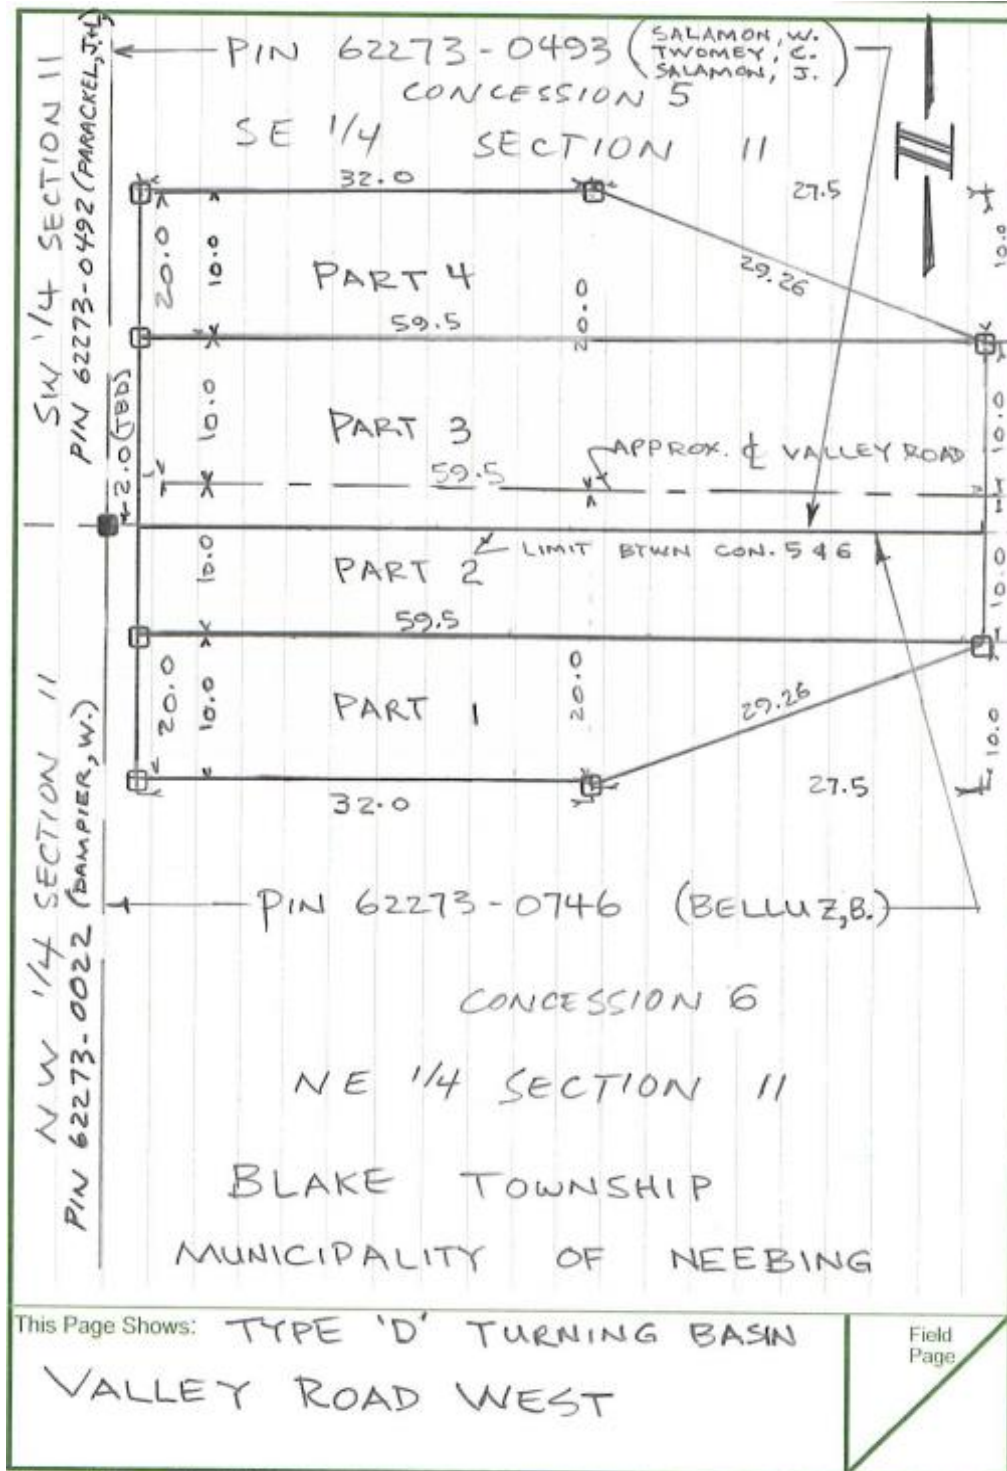 PIN 62273-0493 (SALAMON, W.
TWOMEY, C.
SALAMON, J.)
CONCESSION 5
SE 1/4 SECTION 11
SW 1/4 SECTION 11
PIN 62273-0492 (PARACKEL, J.H.)
32.0
27.5
20.0
10.0
10.0
PART 4
29.26
59.5
20.0
±2.0 (TBD)
10.0
PART 3
10.0
APPROX. ℄ VALLEY ROAD
59.5
10.0
PART 2
LIMIT BTWN CON. 5 & 6
10.0
59.5
20.0
10.0
PART 1
20.0
29.26
10.0
32.0
27.5
NW 1/4 SECTION 11
PIN 62273-0022 (DAMPIER, W.)
PIN 62273-0746 (BELLUZ, B.)
CONCESSION 6
NE 1/4 SECTION 11
BLAKE TOWNSHIP
MUNICIPALITY OF NEEBING
This Page Shows: TYPE 'D' TURNING BASIN
VALLEY ROAD WEST
Field
Page